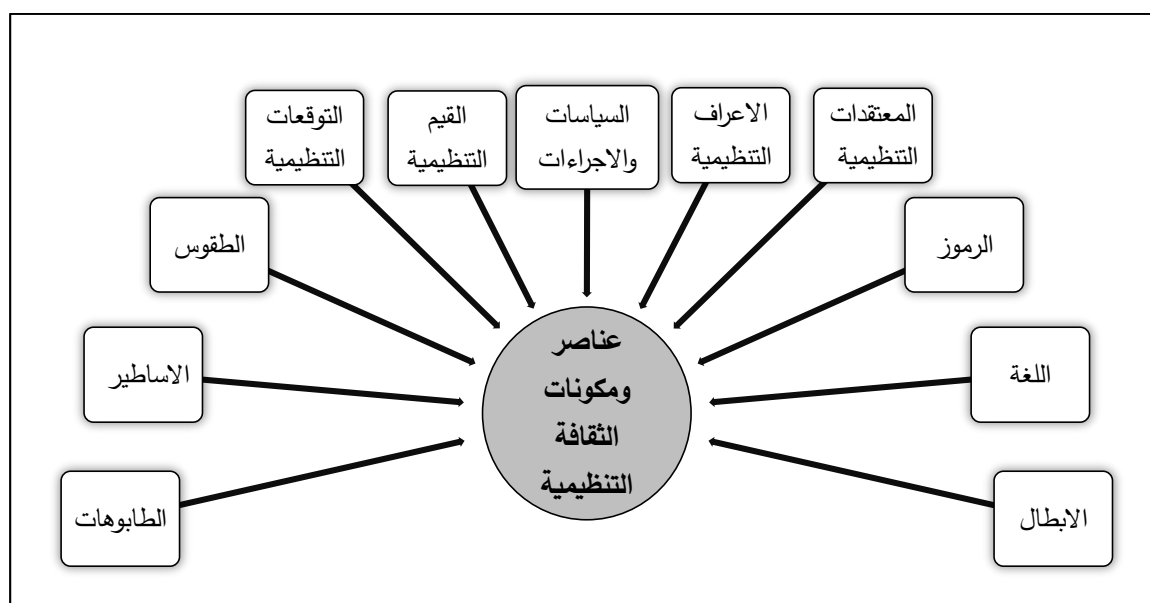 المعتقدات
التنظيمية
الاعراف
التنظيمية
السياسات
والاجراءات
القيم
التنظيمية
التوقعات
التنظيمية
الرموز
الطقوس
اللغة
الاساطير
الابطال
الطابوهات
عناصر
ومكونات
الثقافة
التنظيمية